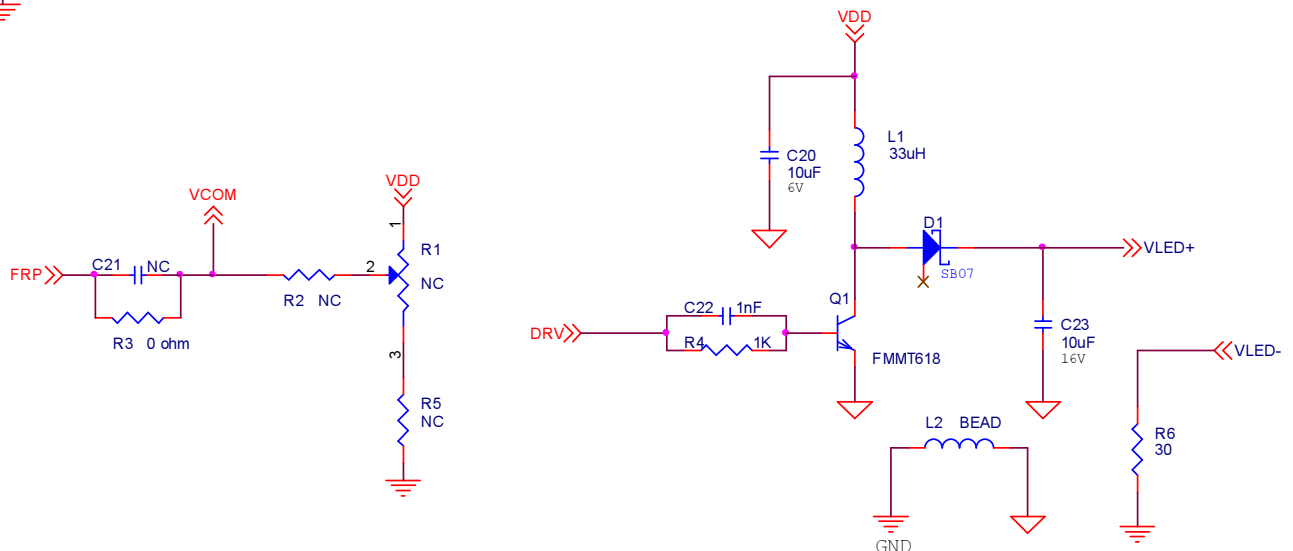 VDD
C20
10uF
6V
L1
33uH
D1
SB07
VLED+
VCOM
VDD
1
R1
NC
FRP
C21
NC
2
R2 NC
R3 0 ohm
3
R5
NC
DRV
C22
1nF
R4
1K
Q1
FMMT618
C23
10uF
16V
VLED-
L2 BEAD
R6
30
GND